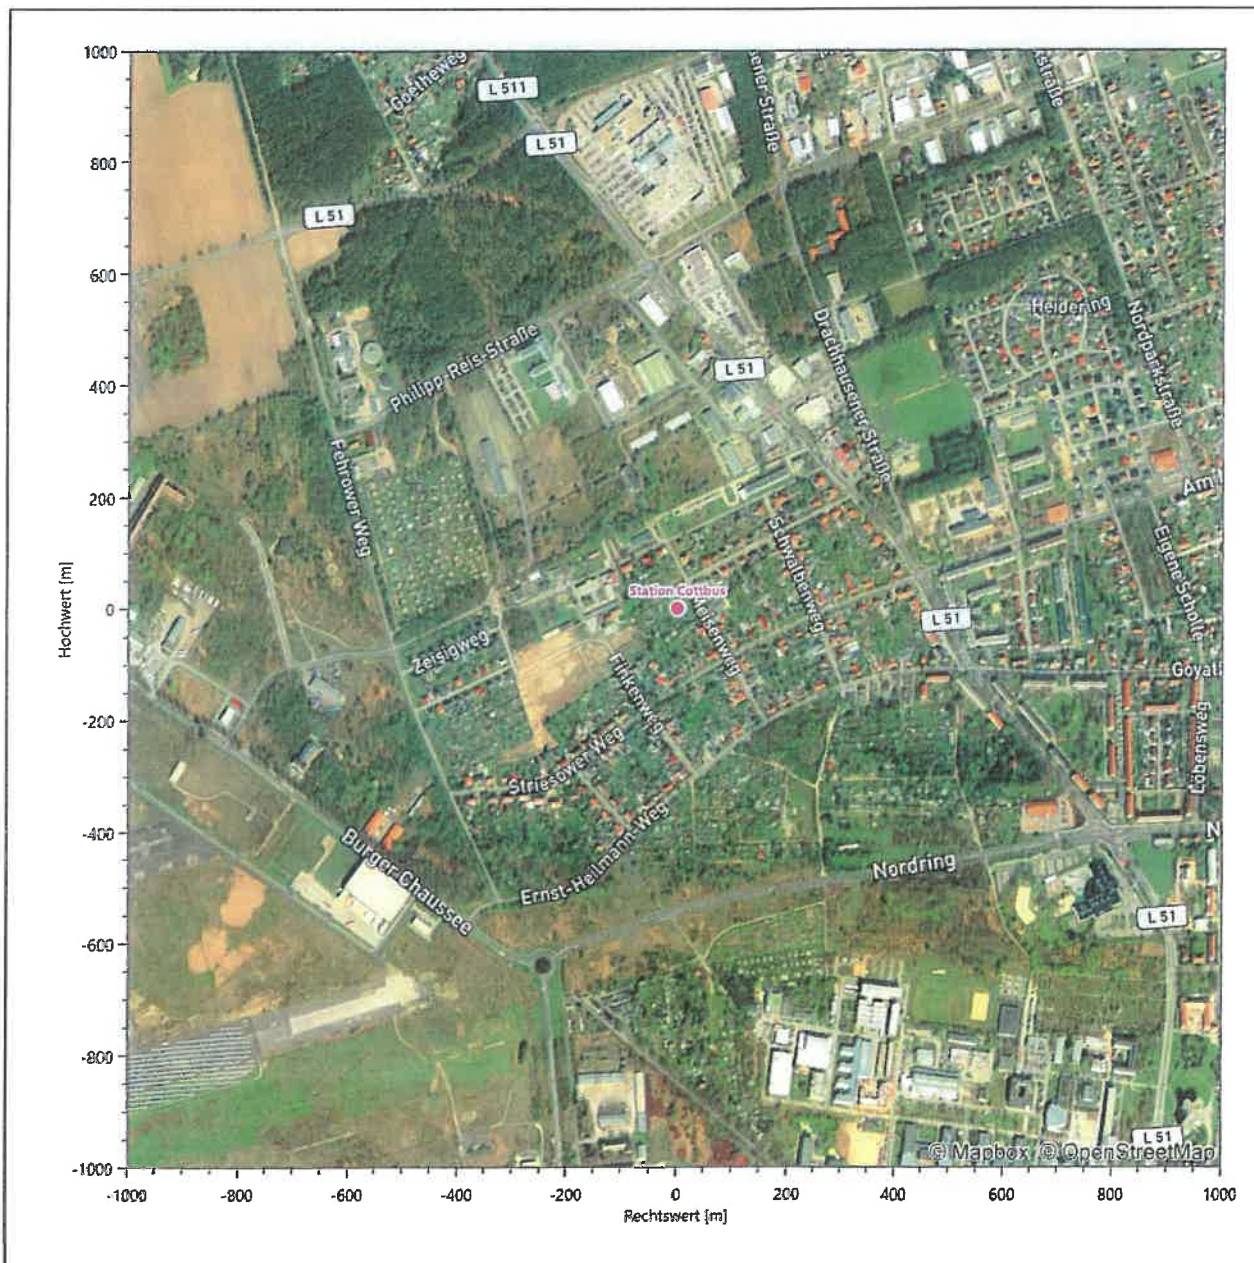 1000
800
600
400
200
0
-200
-400
-600
-800
-1000
Hochwert [m]
-1000 -800 -600 -400 -200 0 200 400 600 800 1000
Rechtswert [m]
Goetheweg
L 511
L 51
L 51
Philipp-Reis-Straße
L 51
Drachhausener Straße
Heidering
Nordparkstraße
Fehrower Weg
Am
Schwalbenweg
Eigene Scholle
Station Cottbus
Meisenweg
L 51
Zeisigweg
Finkenweg
Goyat
Löbensweg
Striesower Weg
Ernst-Heilmann-Weg
Burger Chaussee
Nordring
N
L 51
L 51
© Mapbox © OpenStreetMap